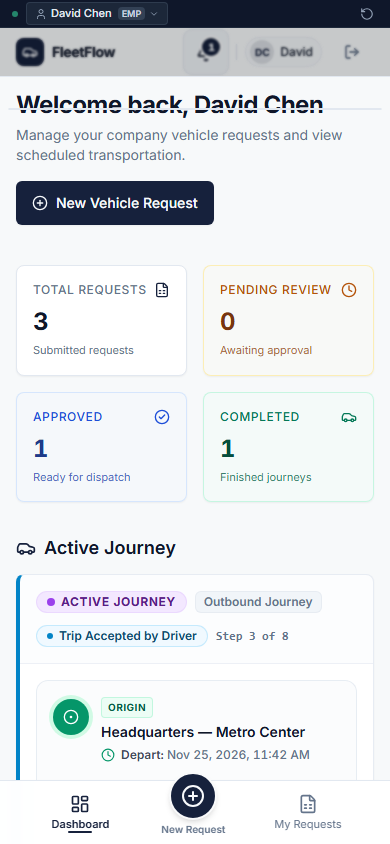 David Chen EMP
FleetFlow
1
DC David
Welcome back, David Chen
Manage your company vehicle requests and view
scheduled transportation.
New Vehicle Request
TOTAL REQUESTS
3
Submitted requests
PENDING REVIEW
0
Awaiting approval
APPROVED
1
Ready for dispatch
COMPLETED
1
Finished journeys
Active Journey
ACTIVE JOURNEY Outbound Journey
Trip Accepted by Driver Step 3 of 8
ORIGIN
Headquarters — Metro Center
Depart: Nov 25, 2026, 11:42 AM
Dashboard
New Request
My Requests